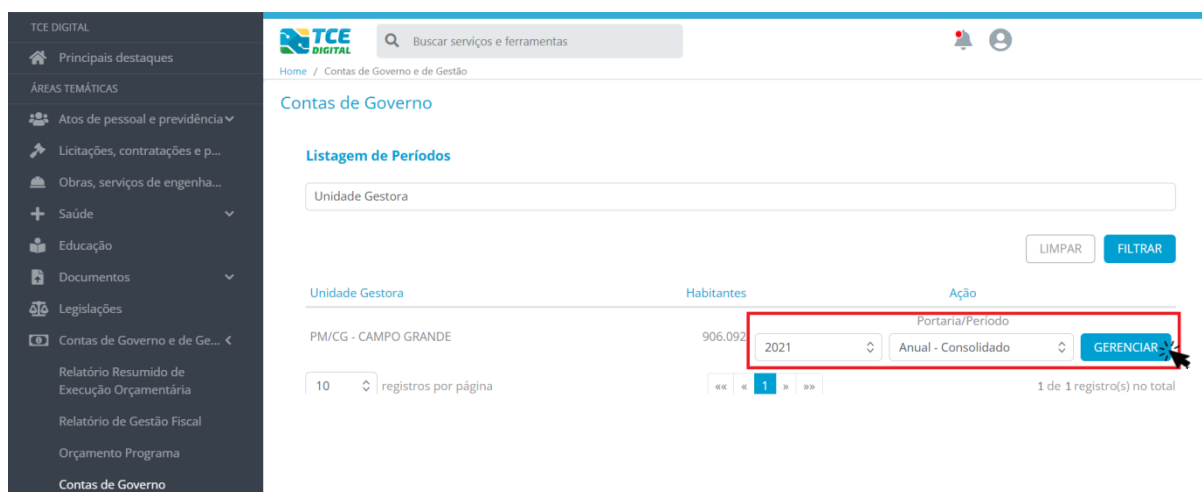 TCE DIGITAL
Principais destaques
ÁREAS TEMÁTICAS
Atos de pessoal e previdência
Licitações, contratações e p...
Obras, serviços de engenha...
Saúde
Educação
Documentos
Legislações
Contas de Governo e de Ge...
Relatório Resumido de
Execução Orçamentária
Relatório de Gestão Fiscal
Orçamento Programa
Contas de Governo
TCE
DIGITAL
Buscar serviços e ferramentas
Home / Contas de Governo e de Gestão
Contas de Governo
Listagem de Períodos
Unidade Gestora
LIMPAR FILTRAR
Unidade Gestora Habitantes Ação
Portaria/Período
PM/CG - CAMPO GRANDE 906.092 2021 Anual - Consolidado GERENCIAR
10 registros por página «« « 1 » »» 1 de 1 registro(s) no total